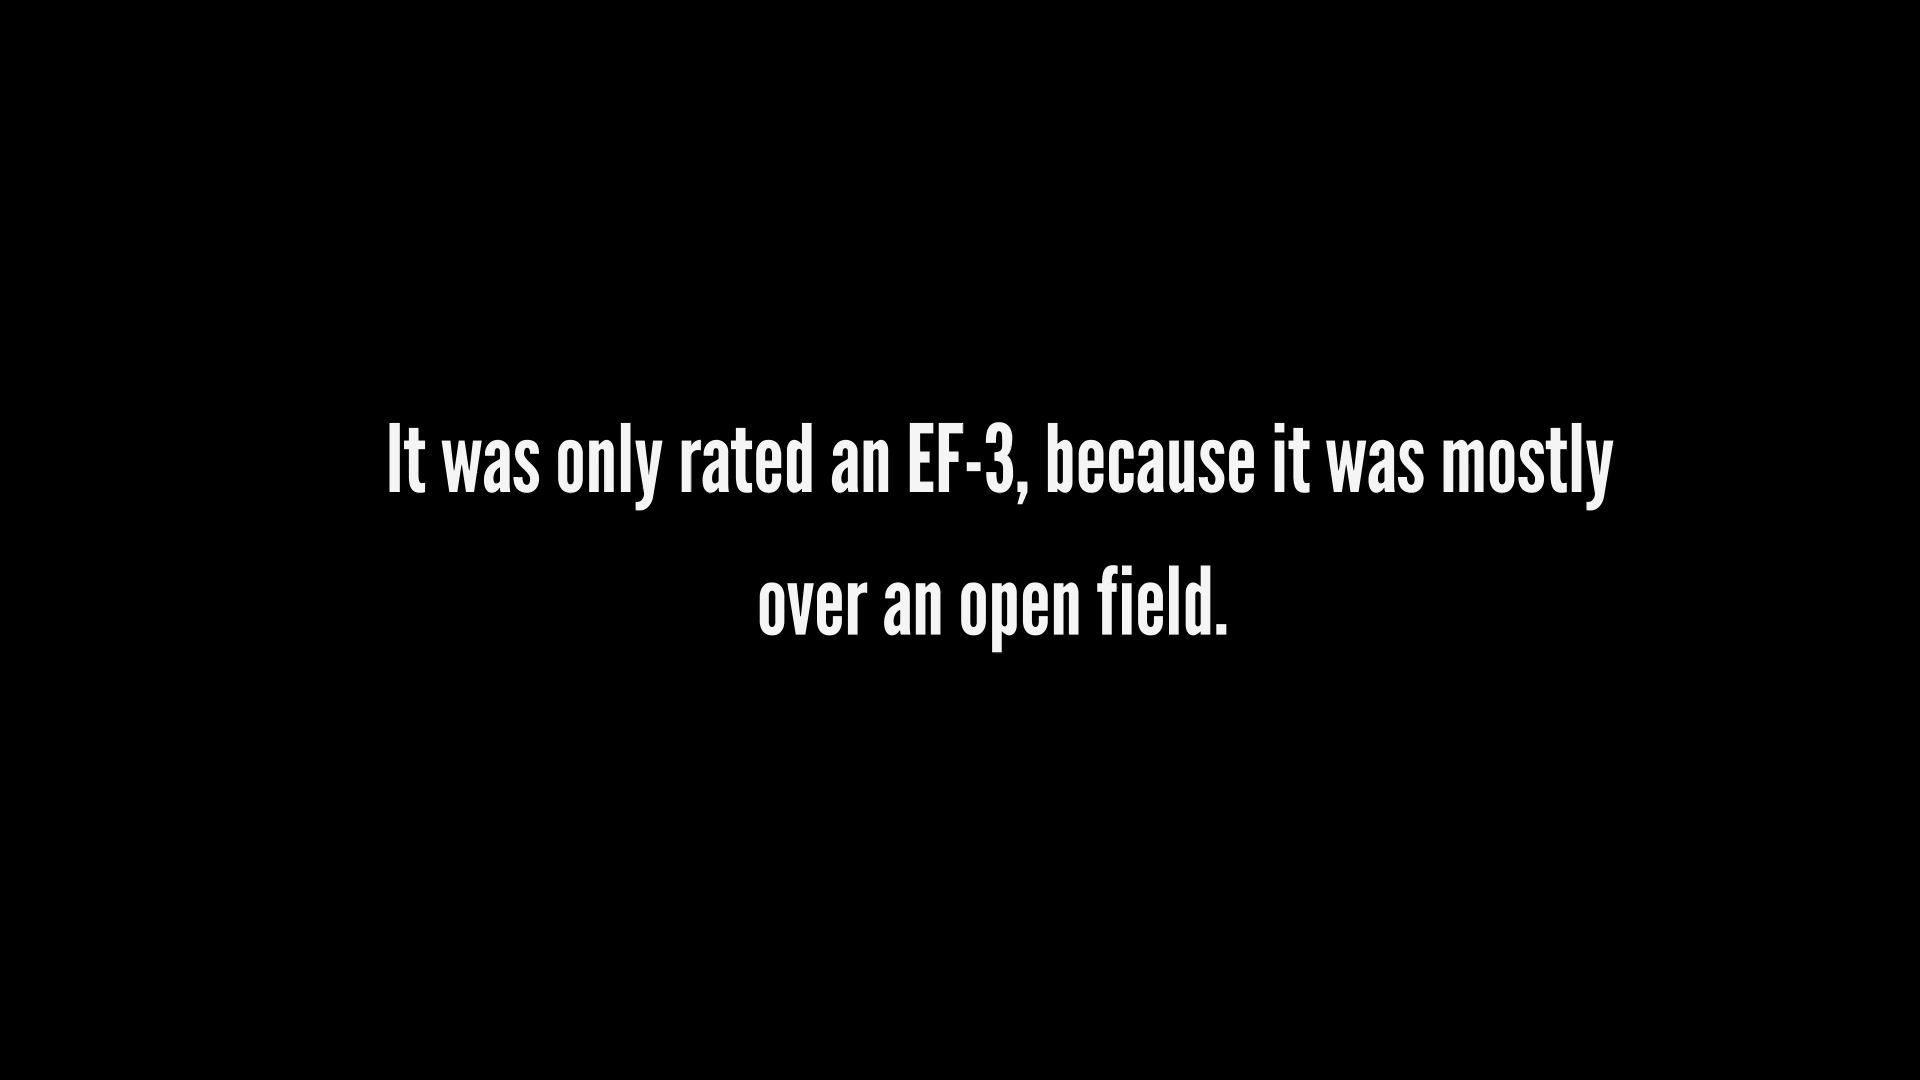 It was only rated an EF-3, because it was mostly
over an open field.